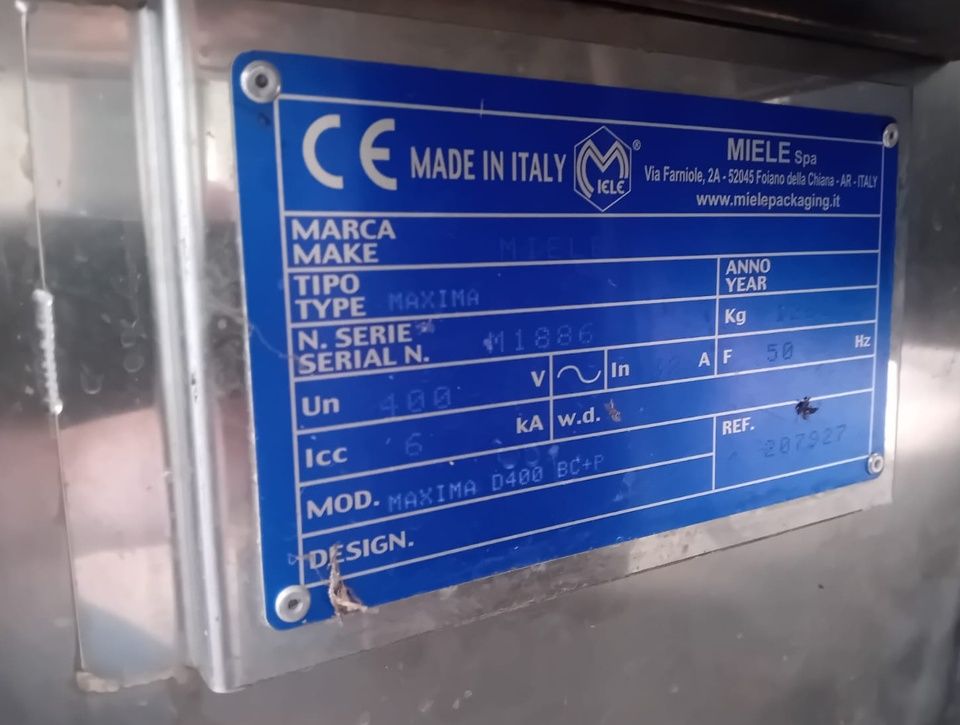 CE MADE IN ITALY MIELE ® MIELE Spa
Via Farniole, 2A - 52045 Foiano della Chiana - AR - ITALY
www.mielepackaging.it
MARCA
MAKE MIELE
TIPO
TYPE MAXIMA
ANNO
YEAR
N. SERIE
SERIAL N. M1886
Kg
Un 400 V In A F 50 Hz
Icc 6 kA w.d.
MOD. MAXIMA D400 BC+P REF. 207927
DESIGN.